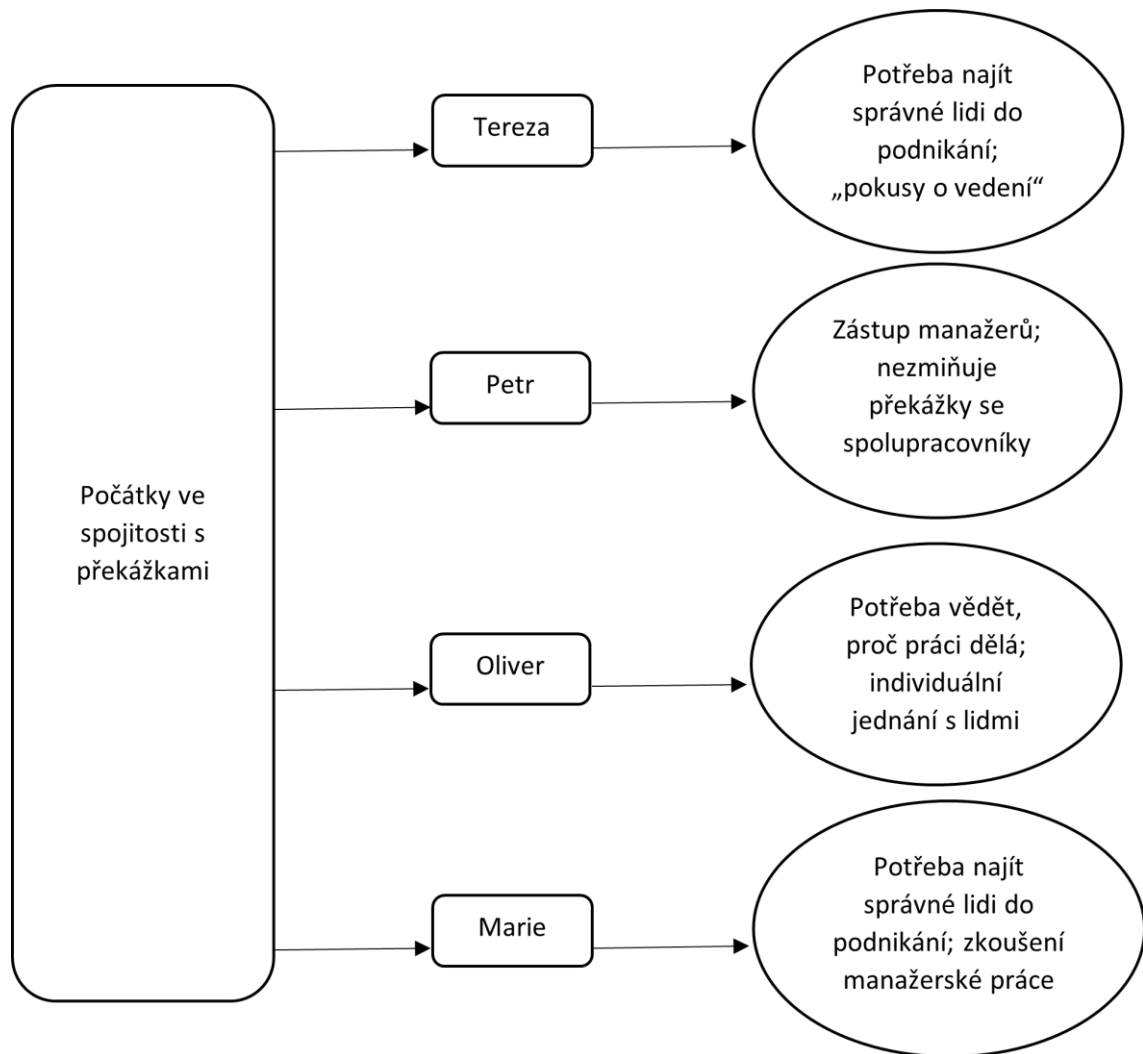 Počátky ve
spojitosti s
překážkami
Tereza
Potřeba najít
správné lidi do
podnikání;
„pokusy o vedení“
Petr
Zástup manažerů;
nezmiňuje
překážky se
spolupracovníky
Oliver
Potřeba vědět,
proč práci dělá;
individuální
jednání s lidmi
Marie
Potřeba najít
správné lidi do
podnikání; zkoušení
manažerské práce